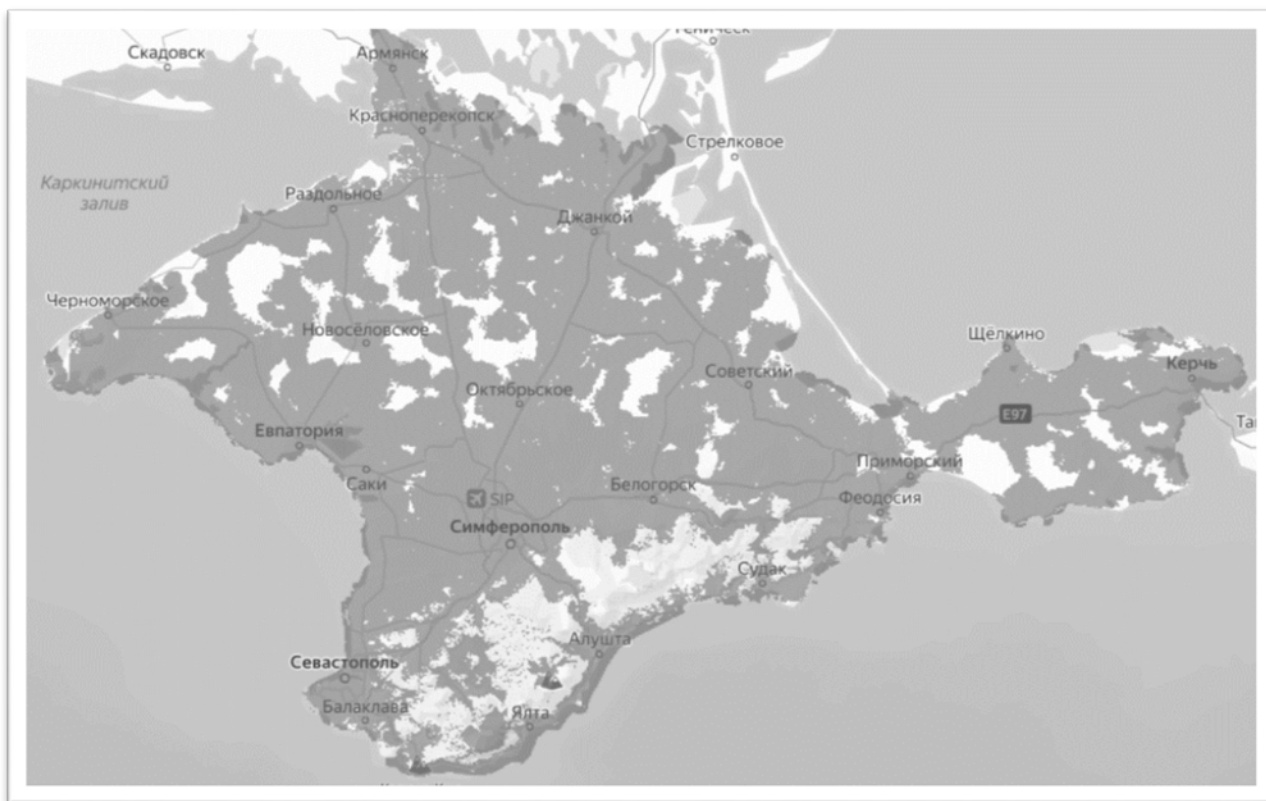 Геническ
Скадовск
Армянск
Красноперекопск
Стрелковое
Каркинитский
залив
Раздольное
Джанкой
Черноморское
Новосёловское
Щёлкино
Керчь
Советский
Октябрьское
E97
Евпатория
Приморский
Саки
Белогорск
SIP
Феодосия
Симферополь
Судак
Алушта
Севастополь
Балаклава
Ялта